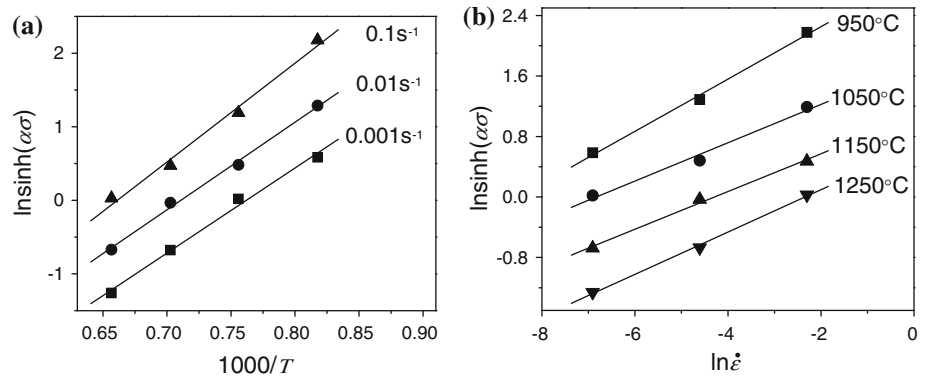 (a)
0.1s⁻¹
0.01s⁻¹
0.001s⁻¹
2
1
0
-1
lnsinh(ασ)
0.65 0.70 0.75 0.80 0.85 0.90
1000/T
(b)
950°C
1050°C
1150°C
1250°C
2.4
1.6
0.8
0.0
-0.8
lnsinh(ασ)
-8 -6 -4 -2 0
lnε̇